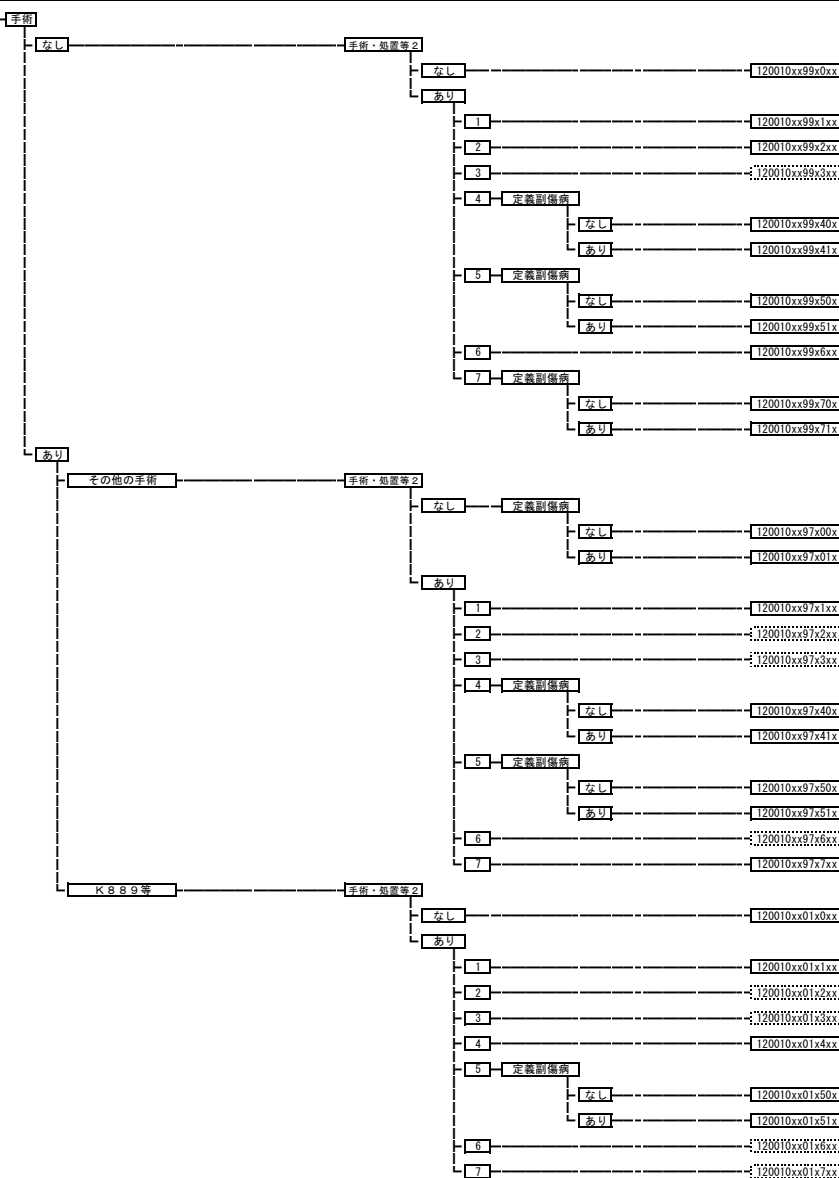 手術
なし 手術・処置等2
なし 120010xx99x0xx
あり
1 120010xx99x1xx
2 120010xx99x2xx
3 120010xx99x3xx
4 定義副傷病
なし 120010xx99x40x
あり 120010xx99x41x
5 定義副傷病
なし 120010xx99x50x
あり 120010xx99x51x
6 120010xx99x6xx
7 定義副傷病
なし 120010xx99x70x
あり 120010xx99x71x
あり
その他の手術 手術・処置等2
なし 定義副傷病
なし 120010xx97x00x
あり 120010xx97x01x
あり
1 120010xx97x1xx
2 120010xx97x2xx
3 120010xx97x3xx
4 定義副傷病
なし 120010xx97x40x
あり 120010xx97x41x
5 定義副傷病
なし 120010xx97x50x
あり 120010xx97x51x
6 120010xx97x6xx
7 120010xx97x7xx
K889等 手術・処置等2
なし 120010xx01x0xx
あり
1 120010xx01x1xx
2 120010xx01x2xx
3 120010xx01x3xx
4 120010xx01x4xx
5 定義副傷病
なし 120010xx01x50x
あり 120010xx01x51x
6 120010xx01x6xx
7 120010xx01x7xx